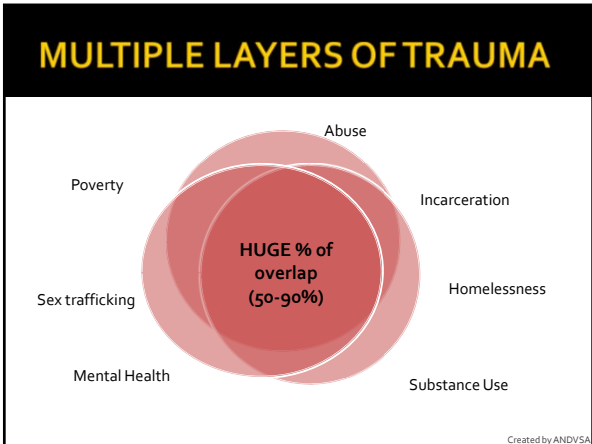 MULTIPLE LAYERS OF TRAUMA
Abuse
Poverty
Incarceration
HUGE % of
overlap
(50-90%)
Homelessness
Sex trafficking
Mental Health
Substance Use
Created by ANDVSA